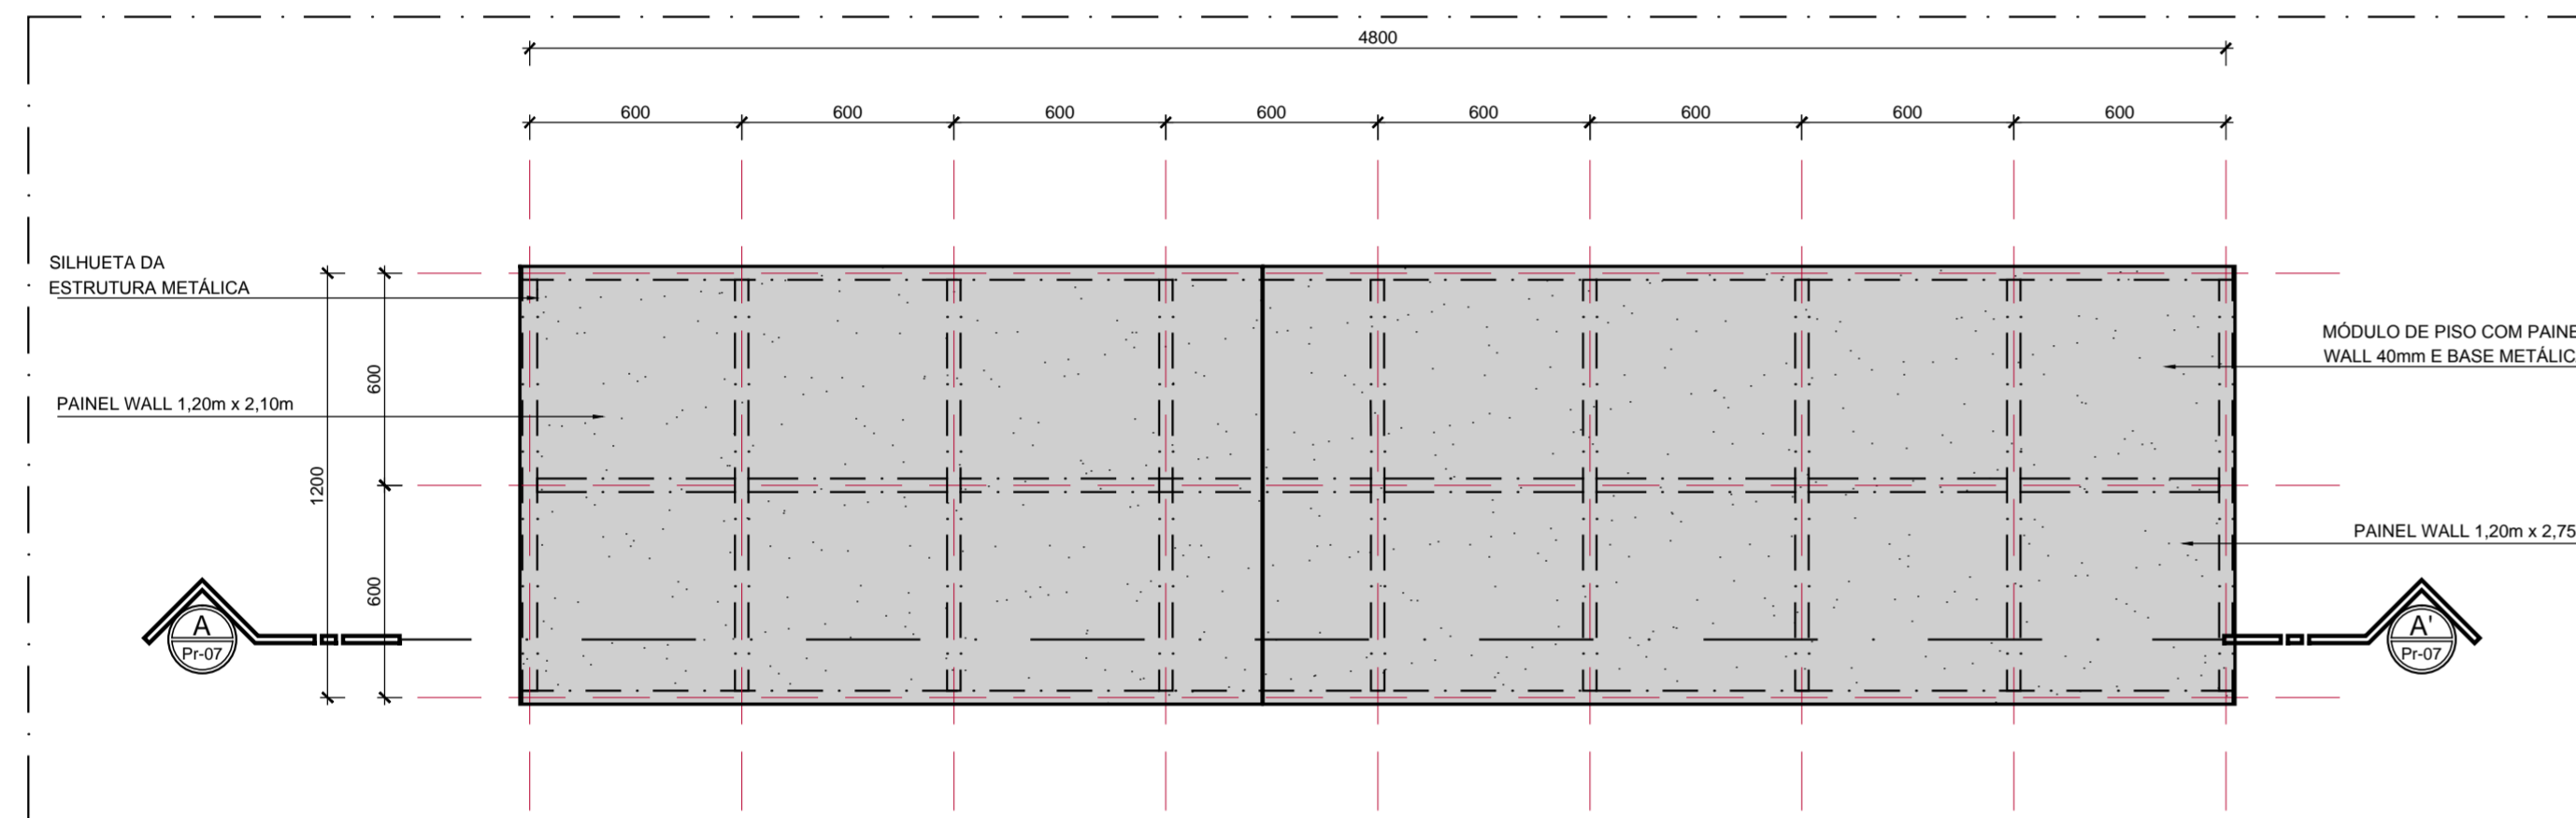 4800
600 600 600 600 600 600 600 600
SILHUETA DA
ESTRUTURA METÁLICA
MÓDULO DE PISO COM PAINE
WALL 40mm E BASE METÁLIC
600
PAINEL WALL 1,20m x 2,10m
1200
PAINEL WALL 1,20m x 2,75
600
A
Pr-07
A'
Pr-07